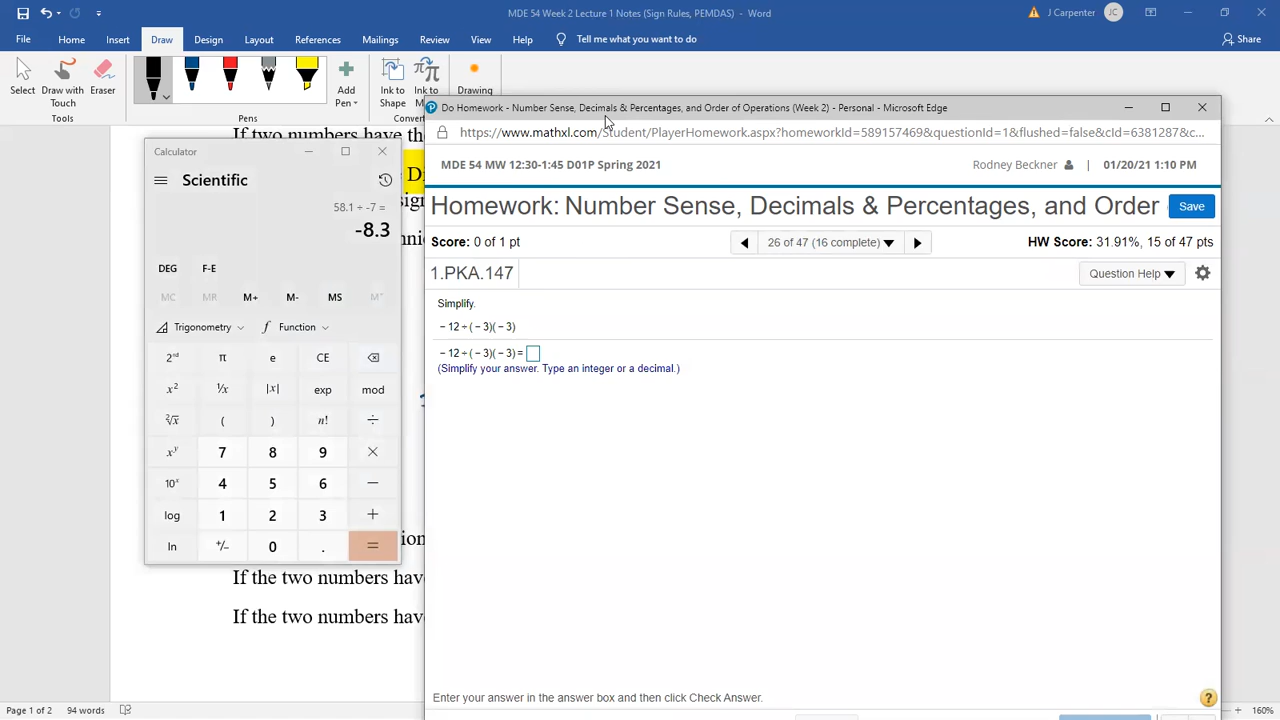 MDE 54 Week 2 Lecture 1 Notes (Sign Rules, PEMDAS) - Word
J Carpenter JC
File Home Insert Draw Design Layout References Mailings Review View Help Tell me what you want to do Share
Select Draw with Touch Eraser Add Pen Ink to Shape Ink to M Drawing
Tools Pens Convert
If two numbers have the
Calculator
Scientific
58.1 ÷ -7 =
-8.3
DEG F-E
MC MR M+ M- MS M
Trigonometry Function
2ⁿᵈ π e CE
x² ¹/x |x| exp mod
²√x ( ) n! ÷
xʸ 7 8 9 ×
10ˣ 4 5 6 −
log 1 2 3 +
ln +/− 0 . =
Di
sign
nnic
ion
If the two numbers have
If the two numbers have
Do Homework - Number Sense, Decimals & Percentages, and Order of Operations (Week 2) - Personal - Microsoft Edge
https://www.mathxl.com/Student/PlayerHomework.aspx?homeworkId=589157469&questionId=1&flushed=false&cId=6381287&c...
MDE 54 MW 12:30-1:45 D01P Spring 2021
Rodney Beckner | 01/20/21 1:10 PM
Homework: Number Sense, Decimals & Percentages, and Order
Save
Score: 0 of 1 pt
26 of 47 (16 complete)
HW Score: 31.91%, 15 of 47 pts
1.PKA.147
Question Help
Simplify.
− 12 ÷ (− 3)(− 3)
− 12 ÷ (− 3)(− 3) =
(Simplify your answer. Type an integer or a decimal.)
Enter your answer in the answer box and then click Check Answer.
?
Page 1 of 2 94 words
160%